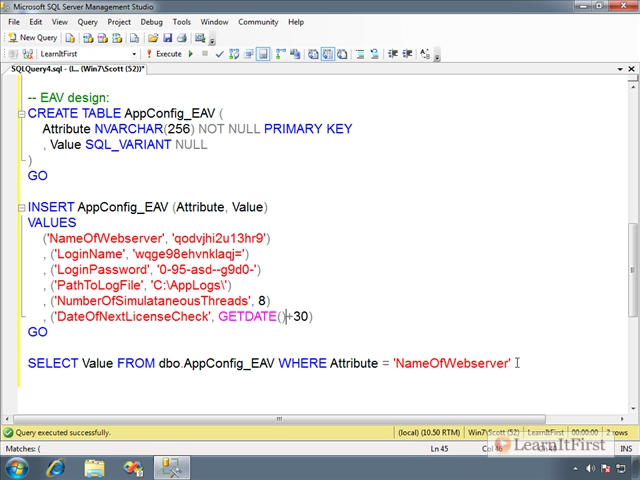 Microsoft SQL Server Management Studio
File Edit View Query Project Debug Tools Window Community Help
New Query
LearnItFirst Execute
SQLQuery4.sql - (l... (Win7\Scott (52))*
-- EAV design:
CREATE TABLE AppConfig_EAV (
Attribute NVARCHAR(256) NOT NULL PRIMARY KEY
, Value SQL_VARIANT NULL
)
GO
INSERT AppConfig_EAV (Attribute, Value)
VALUES
('NameOfWebserver', 'qodvjhi2u13hr9')
, ('LoginName', 'wqge98ehvnklaqj=')
, ('LoginPassword', '0-95-asd--g9d0-')
, ('PathToLogFile', 'C:\AppLogs\')
, ('NumberOfSimulataneousThreads', 8)
, ('DateOfNextLicenseCheck', GETDATE()+30)
GO
SELECT Value FROM dbo.AppConfig_EAV WHERE Attribute = 'NameOfWebserver'
Query executed successfully. (local) (10.50 RTM) Win7\Scott (52) LearnItFirst 00:00:00 2 rows
LearnItFirst
Matches: ( Ln 45 Col 46 INS